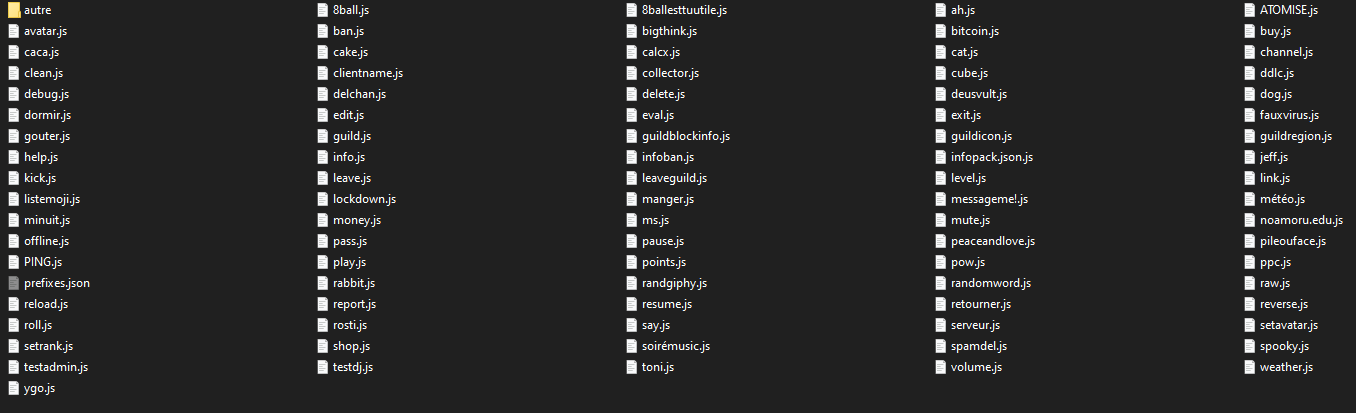 autre 8ball.js 8ballesttuutile.js ah.js ATOMISE.js
avatar.js ban.js bigthink.js bitcoin.js buy.js
caca.js cake.js calcx.js cat.js channel.js
clean.js clientname.js collector.js cube.js ddlc.js
debug.js delchan.js delete.js deusvult.js dog.js
dormir.js edit.js eval.js exit.js fauxvirus.js
gouter.js guild.js guildblockinfo.js guildicon.js guildregion.js
help.js info.js infoban.js infopack.json.js jeff.js
kick.js leave.js leaveguild.js level.js link.js
listemoji.js lockdown.js manger.js messageme!.js météo.js
minuit.js money.js ms.js mute.js noamoru.edu.js
offline.js pass.js pause.js peaceandlove.js pileouface.js
PING.js play.js points.js pow.js ppc.js
prefixes.json rabbit.js randgiphy.js randomword.js raw.js
reload.js report.js resume.js retourner.js reverse.js
roll.js rosti.js say.js serveur.js setavatar.js
setrank.js shop.js soirémusic.js spamdel.js spooky.js
testadmin.js testdj.js toni.js volume.js weather.js
ygo.js